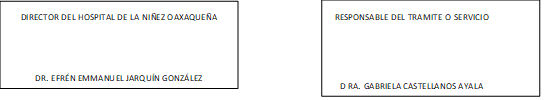 DIRECTOR DEL HOSPITAL DE LA NIÑEZ OAXAQUEÑA
DR. EFRÉN EMMANUEL JARQUÍN GONZÁLEZ
RESPONSABLE DEL TRAMITE O SERVICIO
D RA. GABRIELA CASTELLANOS AYALA